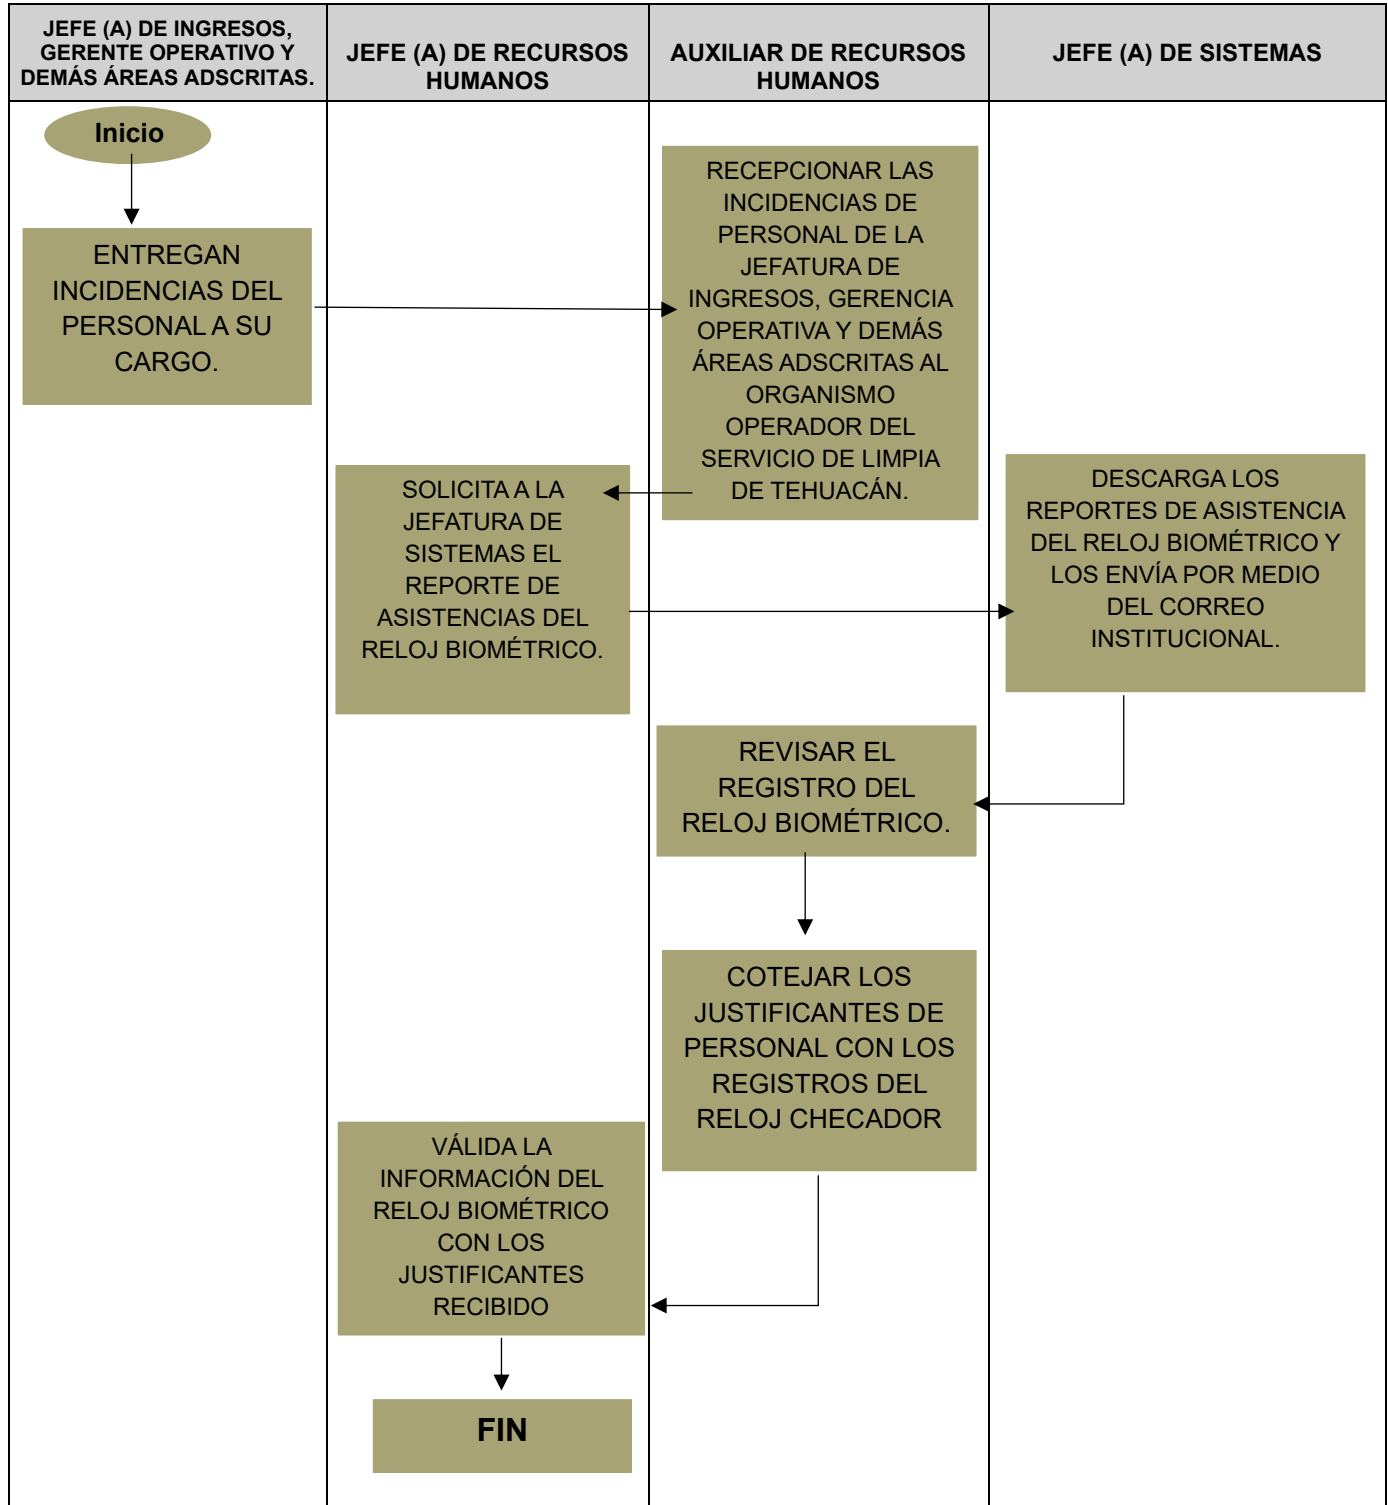 JEFE (A) DE INGRESOS,
GERENTE OPERATIVO Y
DEMÁS ÁREAS ADSCRITAS.
JEFE (A) DE RECURSOS
HUMANOS
AUXILIAR DE RECURSOS
HUMANOS
JEFE (A) DE SISTEMAS
Inicio
ENTREGAN
INCIDENCIAS DEL
PERSONAL A SU
CARGO.
RECEPCIONAR LAS
INCIDENCIAS DE
PERSONAL DE LA
JEFATURA DE
INGRESOS, GERENCIA
OPERATIVA Y DEMÁS
ÁREAS ADSCRITAS AL
ORGANISMO
OPERADOR DEL
SERVICIO DE LIMPIA
DE TEHUACÁN.
SOLICITA A LA
JEFATURA DE
SISTEMAS EL
REPORTE DE
ASISTENCIAS DEL
RELOJ BIOMÉTRICO.
DESCARGA LOS
REPORTES DE ASISTENCIA
DEL RELOJ BIOMÉTRICO Y
LOS ENVÍA POR MEDIO
DEL CORREO
INSTITUCIONAL.
REVISAR EL
REGISTRO DEL
RELOJ BIOMÉTRICO.
COTEJAR LOS
JUSTIFICANTES DE
PERSONAL CON LOS
REGISTROS DEL
RELOJ CHECADOR
VÁLIDA LA
INFORMACIÓN DEL
RELOJ BIOMÉTRICO
CON LOS
JUSTIFICANTES
RECIBIDO
FIN